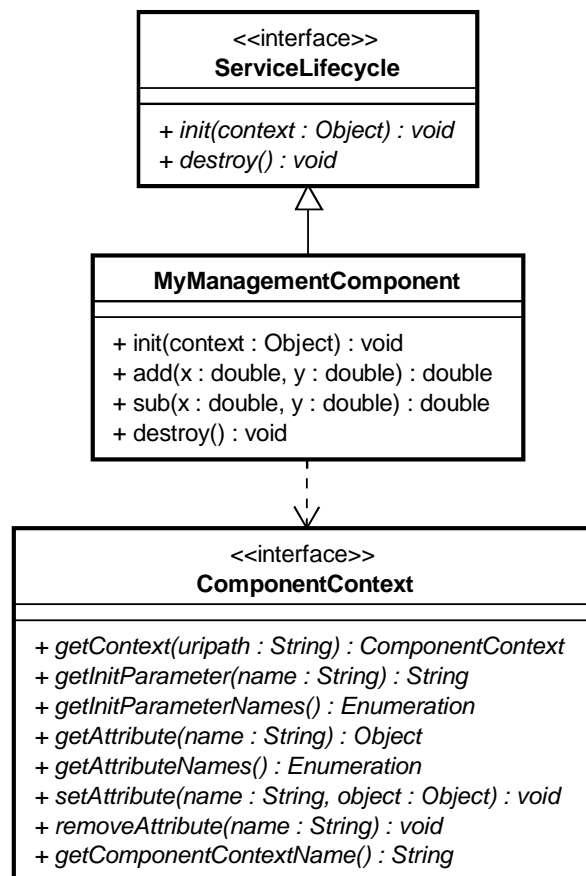 <<interface>>
ServiceLifecycle
+ init(context : Object) : void
+ destroy() : void
MyManagementComponent
+ init(context : Object) : void
+ add(x : double, y : double) : double
+ sub(x : double, y : double) : double
+ destroy() : void
<<interface>>
ComponentContext
+ getContext(uripath : String) : ComponentContext
+ getInitParameter(name : String) : String
+ getInitParameterNames() : Enumeration
+ getAttribute(name : String) : Object
+ getAttributeNames() : Enumeration
+ setAttribute(name : String, object : Object) : void
+ removeAttribute(name : String) : void
+ getComponentContextName() : String